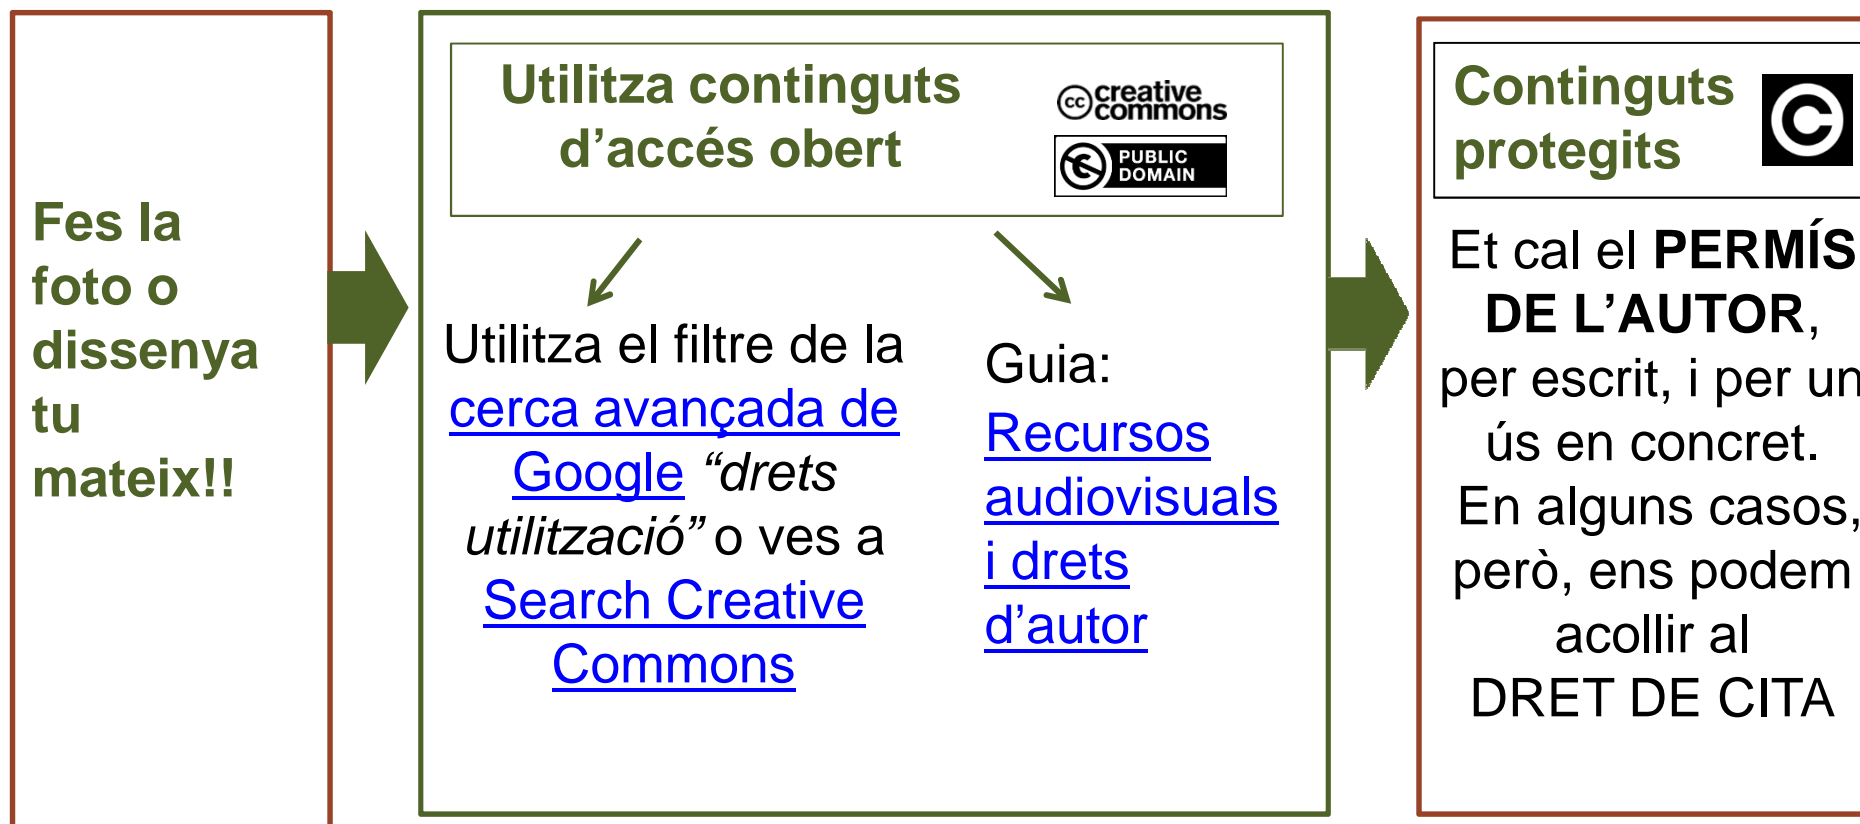 Fes la
foto o
dissenya
tu
mateix!!
Utilitza continguts
d’accés obert
cc creative
commons
PUBLIC
DOMAIN
Utilitza el filtre de la
cerca avançada de
Google “drets
utilització” o ves a
Search Creative
Commons
Guia:
Recursos
audiovisuals
i drets
d’autor
Continguts
protegits
Et cal el PERMÍS
DE L’AUTOR,
per escrit, i per un
ús en concret.
En alguns casos,
però, ens podem
acollir al
DRET DE CITA